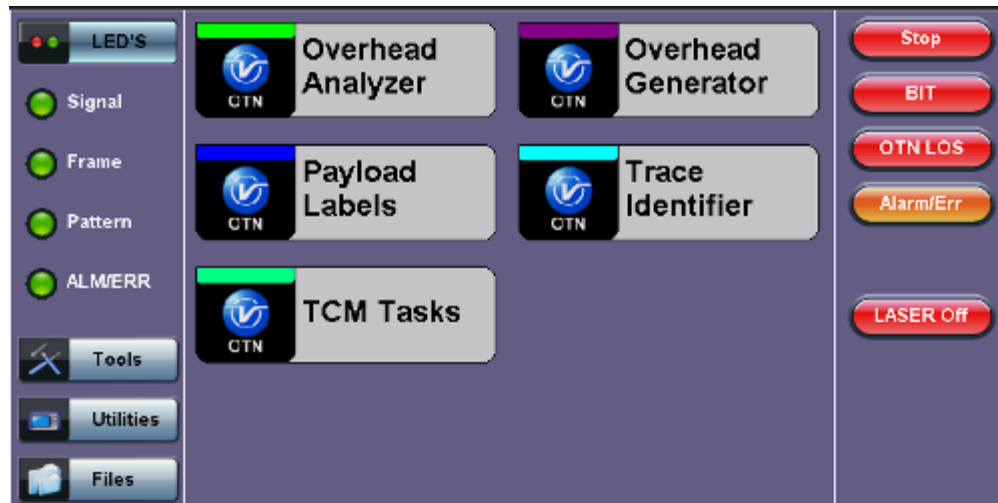 LED'S
Signal
Frame
Pattern
ALM/ERR
Tools
Utilities
Files
Overhead
Analyzer
OTN
Overhead
Generator
OTN
Payload
Labels
OTN
Trace
Identifier
OTN
TCM Tasks
OTN
Stop
BIT
OTN LOS
Alarm/Err
LASER Off